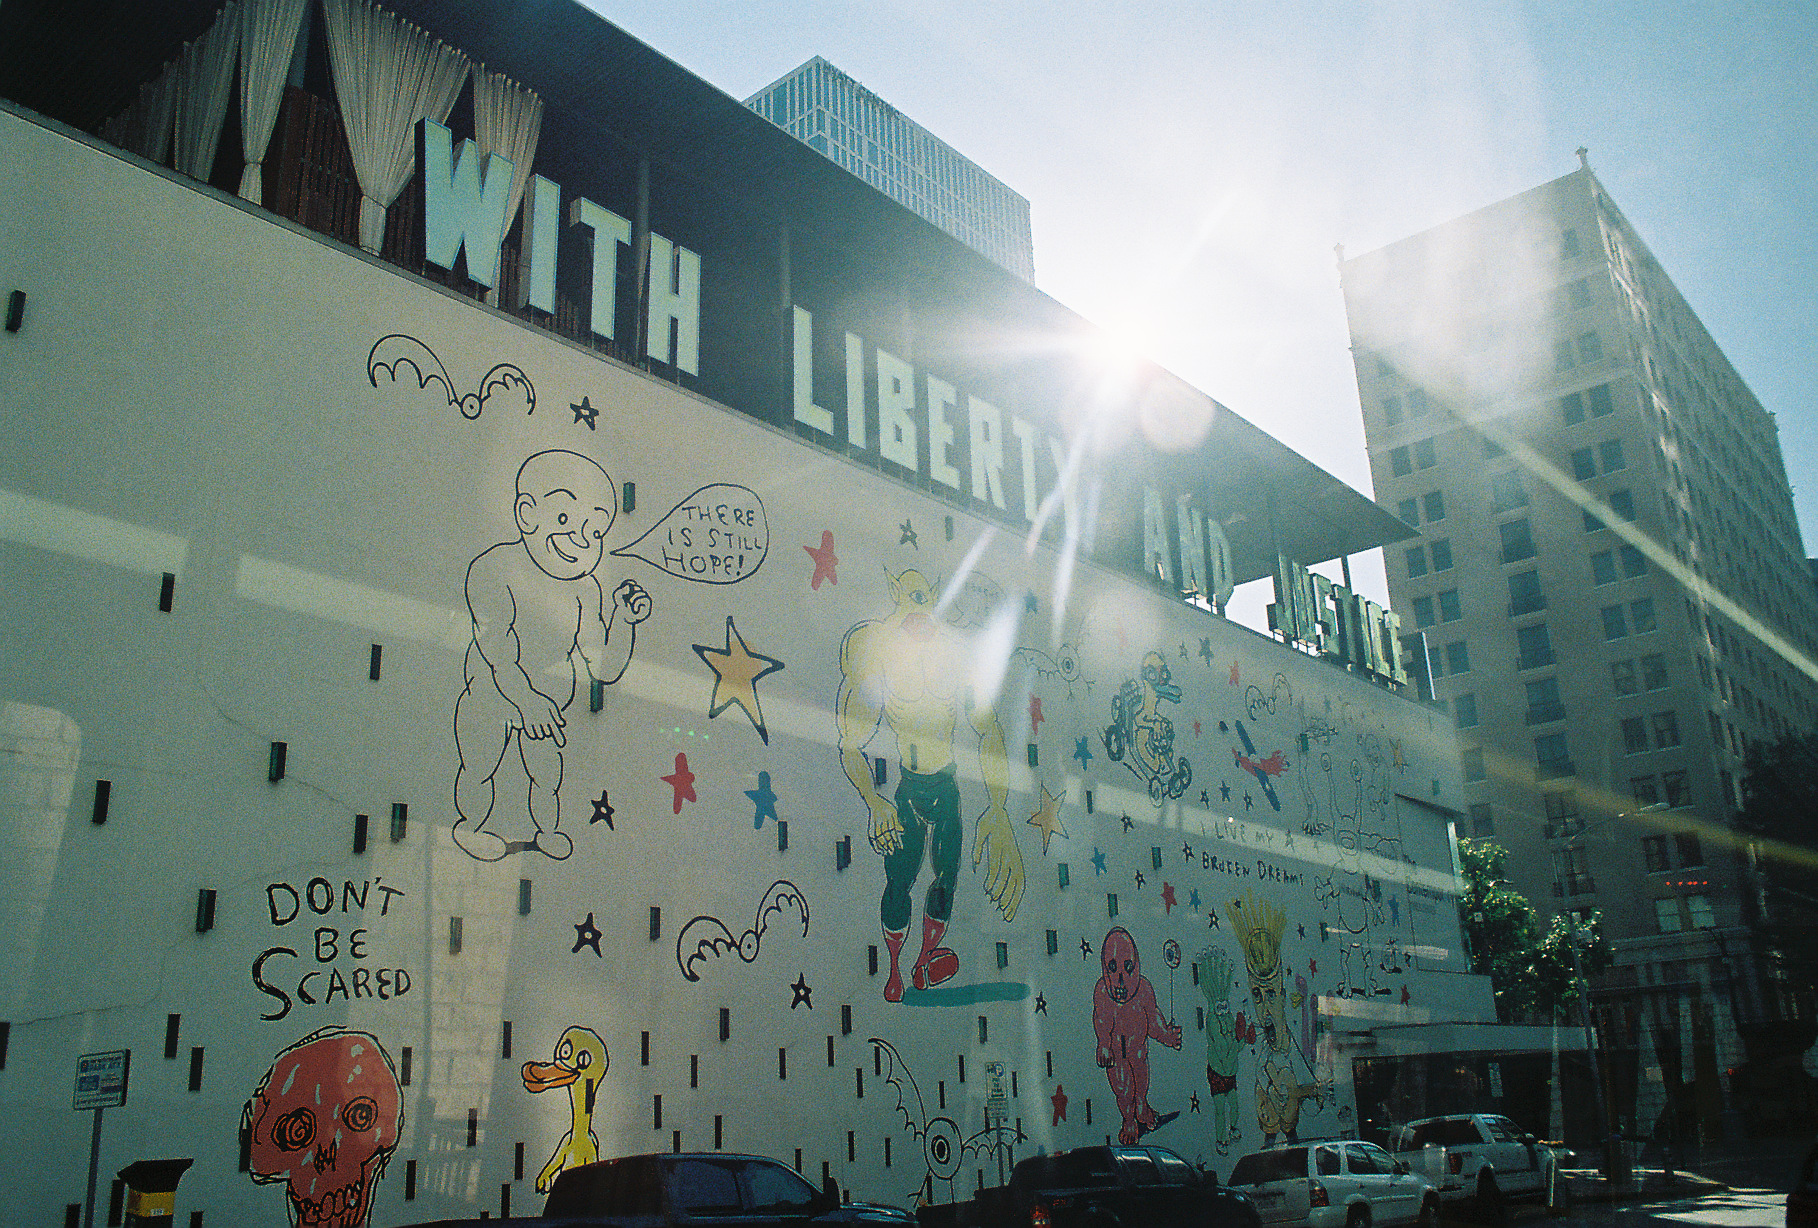 WITH LIBERTY AND JUSTICE
THERE
IS STILL
HOPE!
I LIVE MY
BROKEN DREAMS
DON'T
BE
SCARED